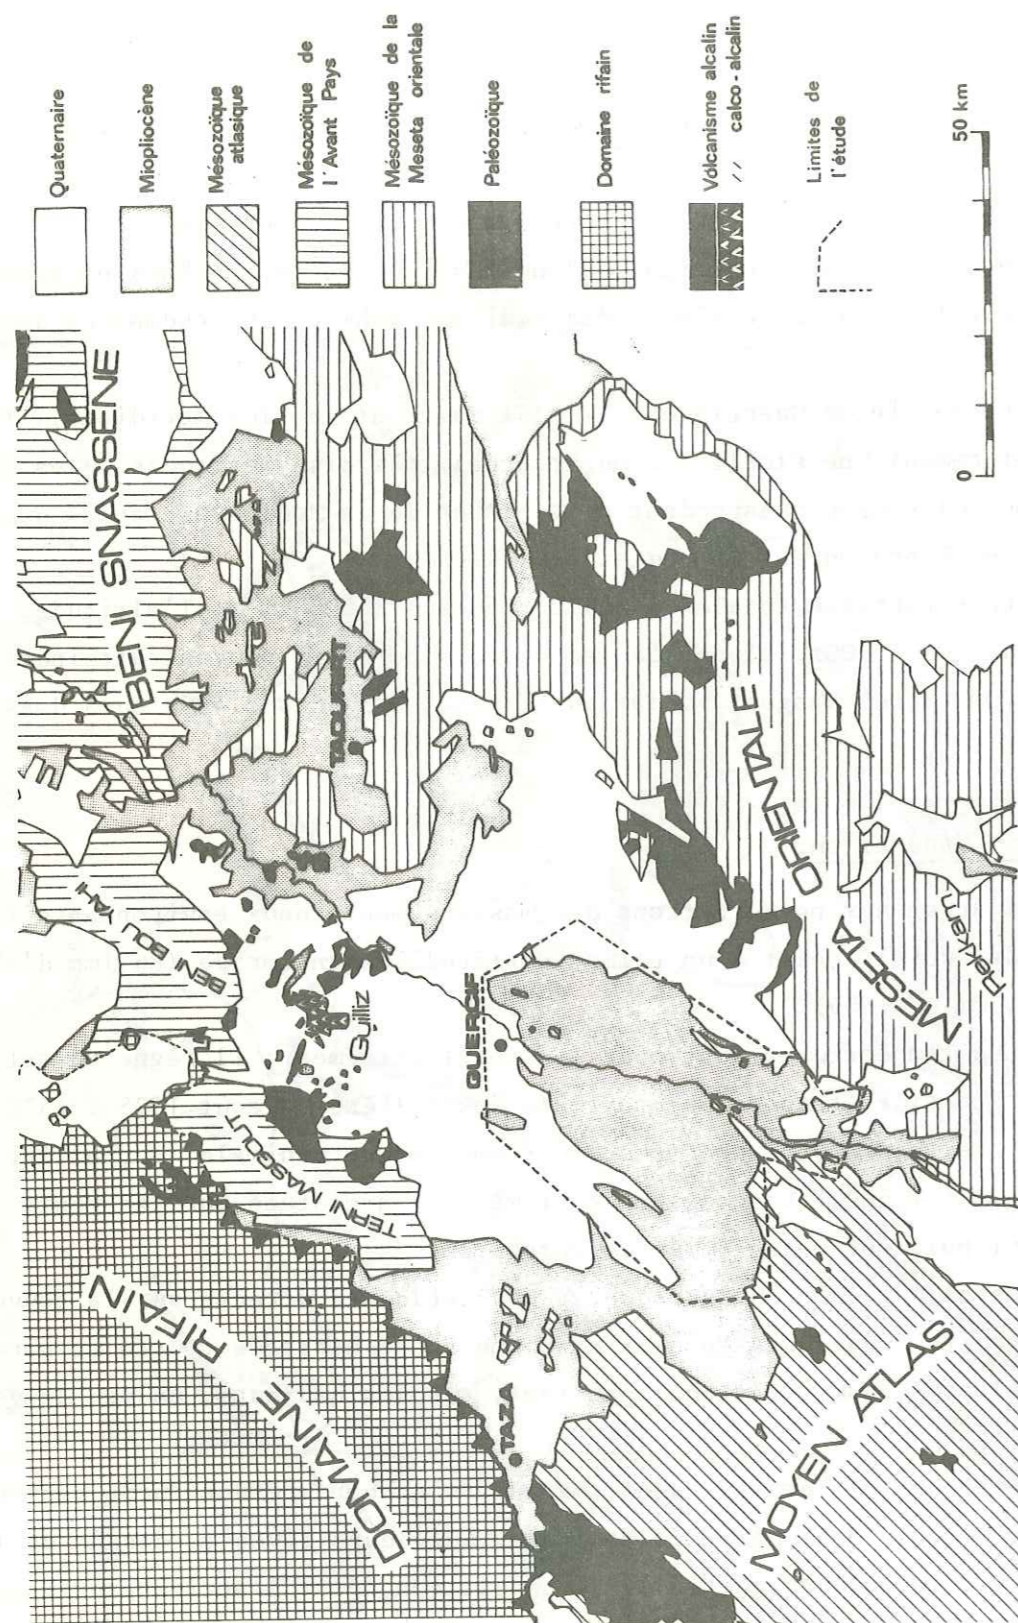 Quaternaire
Miopliocène
Mésozoïque
atlasique
Mésozoïque de
l'Avant Pays
Mésozoïque de la
Meseta orientale
Paléozoïque
Domaine rifain
Volcanisme alcalin
〃 calco-alcalin
Limites de
l'étude
0
50 km
BENI SNASSENE
BENI BOU YAHI
TAOURIRT
Guilliz
TERNI MASGOUT
GUERCIF
DOMAINE RIFAIN
TAZA
MOYEN ATLAS
MESETA ORIENTALE
Rekkam